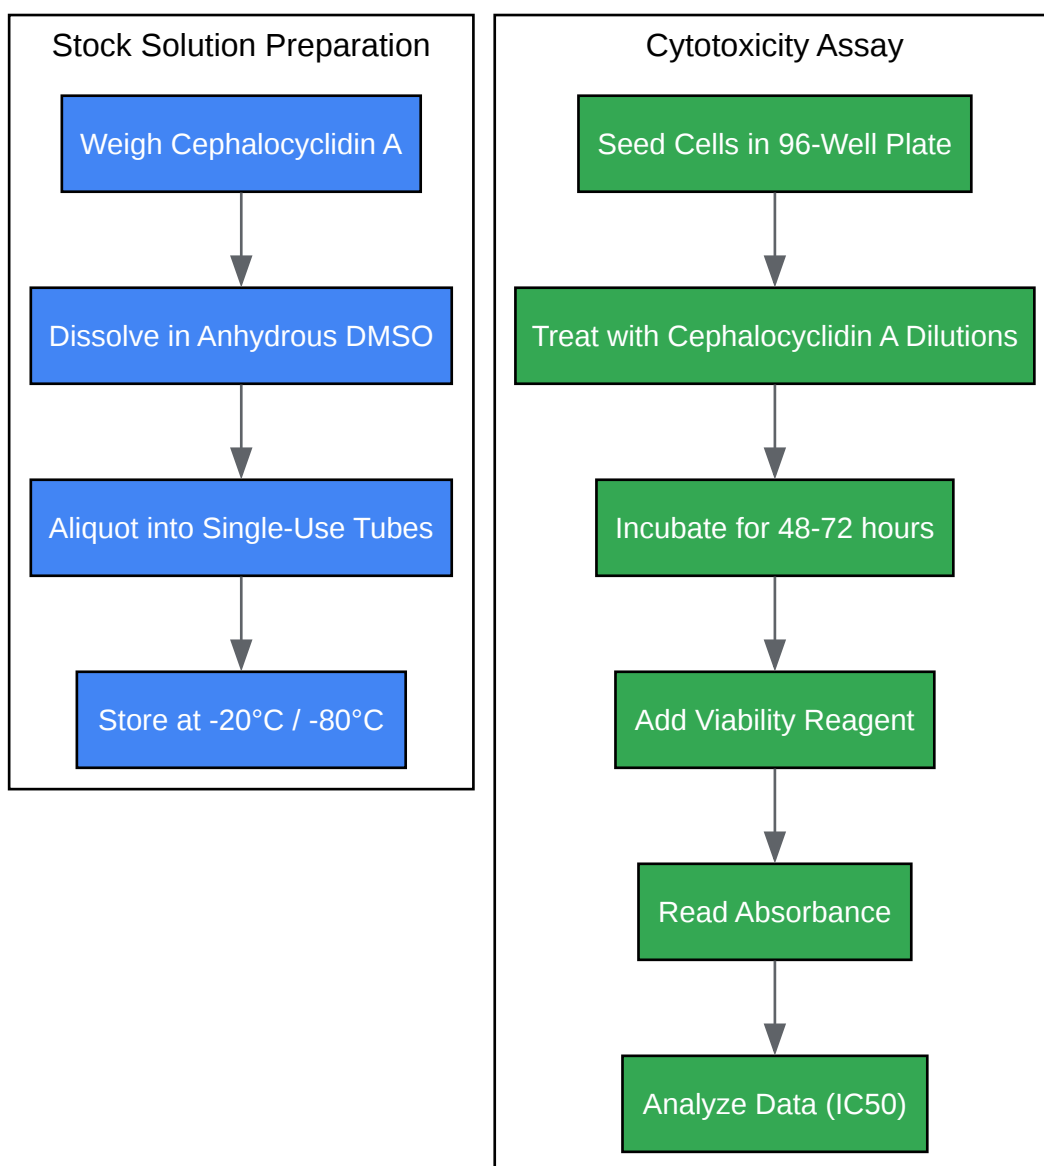 Stock Solution Preparation
Weigh Cephalocyclidin A
Dissolve in Anhydrous DMSO
Aliquot into Single-Use Tubes
Store at -20°C / -80°C
Cytotoxicity Assay
Seed Cells in 96-Well Plate
Treat with Cephalocyclidin A Dilutions
Incubate for 48-72 hours
Add Viability Reagent
Read Absorbance
Analyze Data (IC50)